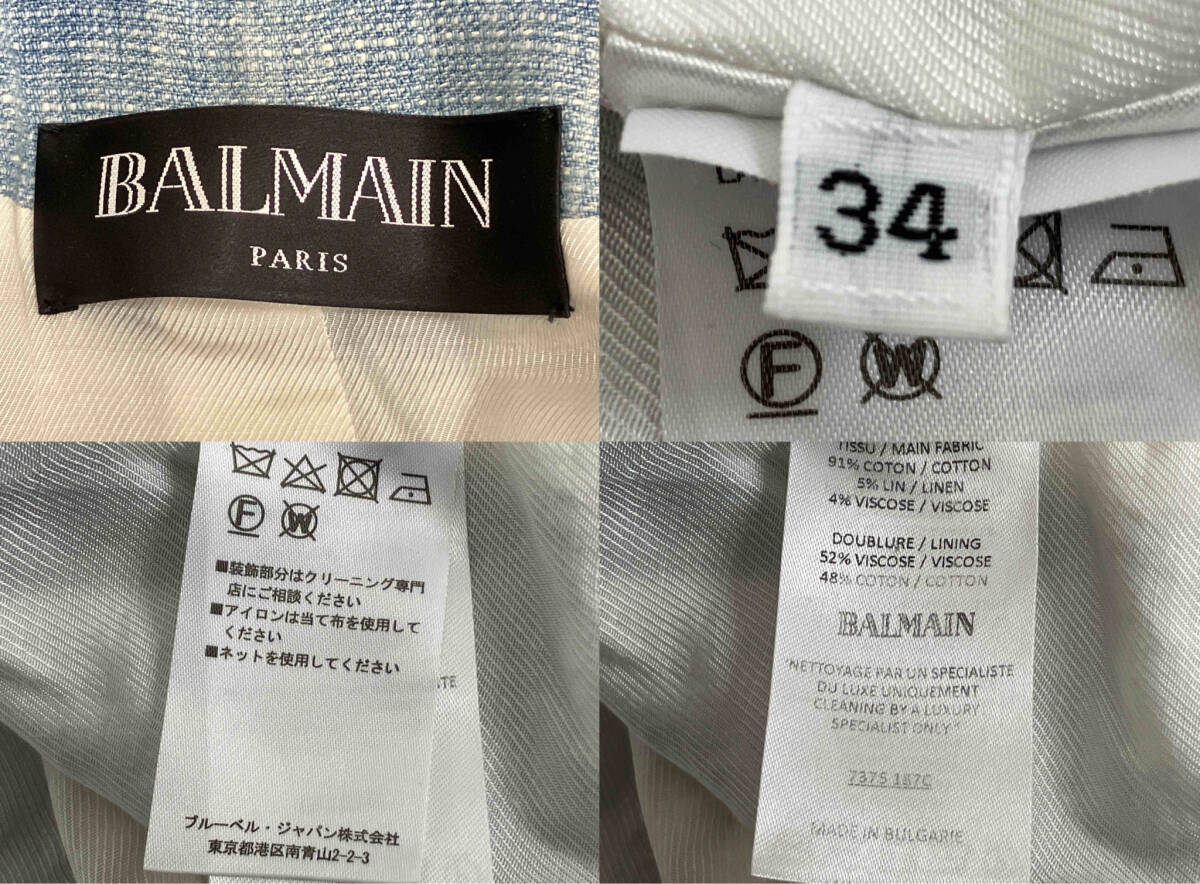 BALMAIN
PARIS
34
F
W
F
W
■装飾部分はクリーニング専門
店にご相談ください
■アイロンは当て布を使用して
ください
■ネットを使用してください
ブルーベル・ジャパン株式会社
東京都港区南青山2-2-3
TISSU / MAIN FABRIC
91% COTON / COTTON
5% LIN / LINEN
4% VISCOSE / VISCOSE
DOUBLURE / LINING
52% VISCOSE / VISCOSE
48% COTON / COTTON
BALMAIN
"NETTOYAGE PAR UN SPECIALISTE
DU LUXE UNIQUEMENT
CLEANING BY A LUXURY
SPECIALIST ONLY"
7375 187C
MADE IN BULGARIE